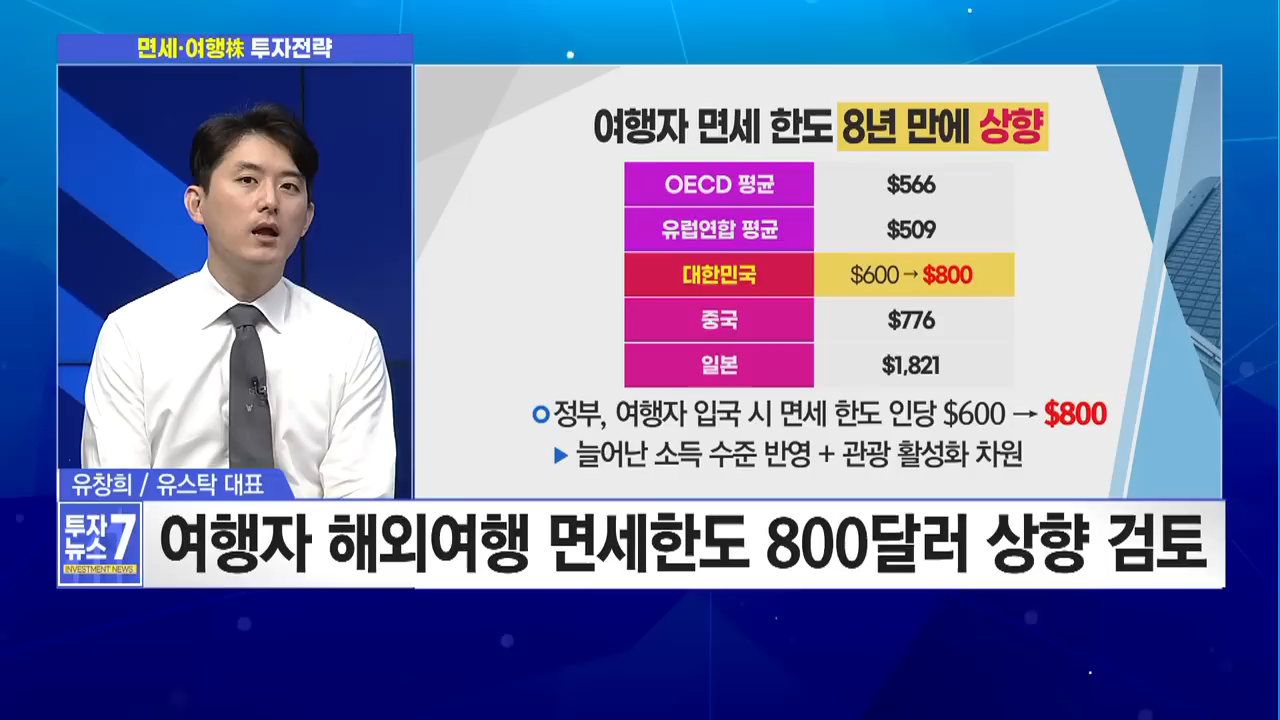 면세·여행株 투자전략
여행자 면세 한도 8년 만에 상향
OECD 평균 $566
유럽연합 평균 $509
대한민국 $600→$800
중국 $776
일본 $1,821
정부, 여행자 입국 시 면세 한도 인당 $600 → $800
▶ 늘어난 소득 수준 반영 + 관광 활성화 차원
유창희 / 유스탁 대표
투자
뉴스 7
INVESTMENT NEWS
여행자 해외여행 면세한도 800달러 상향 검토